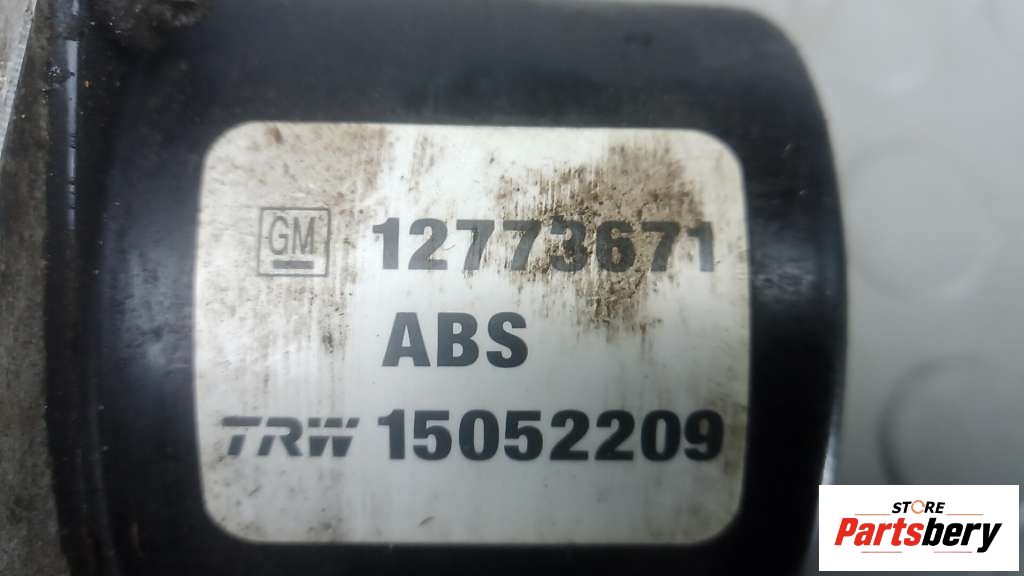 GM 12773671
ABS
TRW 15052209
STORE
Partsbery